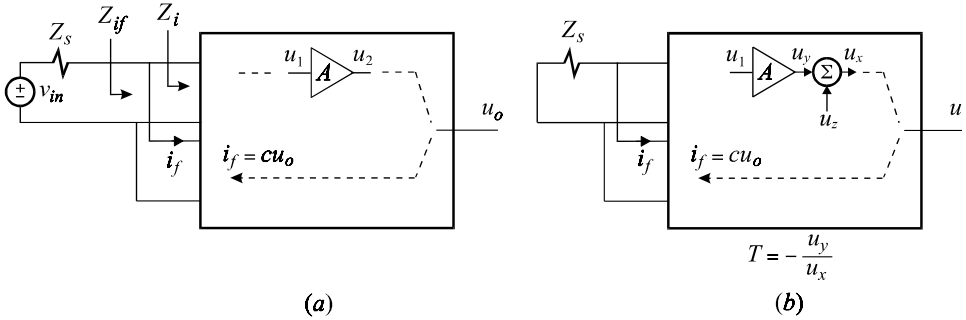 Z_s
Z_if
Z_i
v_in
±
u_1 A u_2
u_o
i_f
i_f = cu_o
(a)
Z_s
u_1 A u_y Σ u_x
u_z
u
i_f
i_f = cu_o
T = - u_y / u_x
(b)